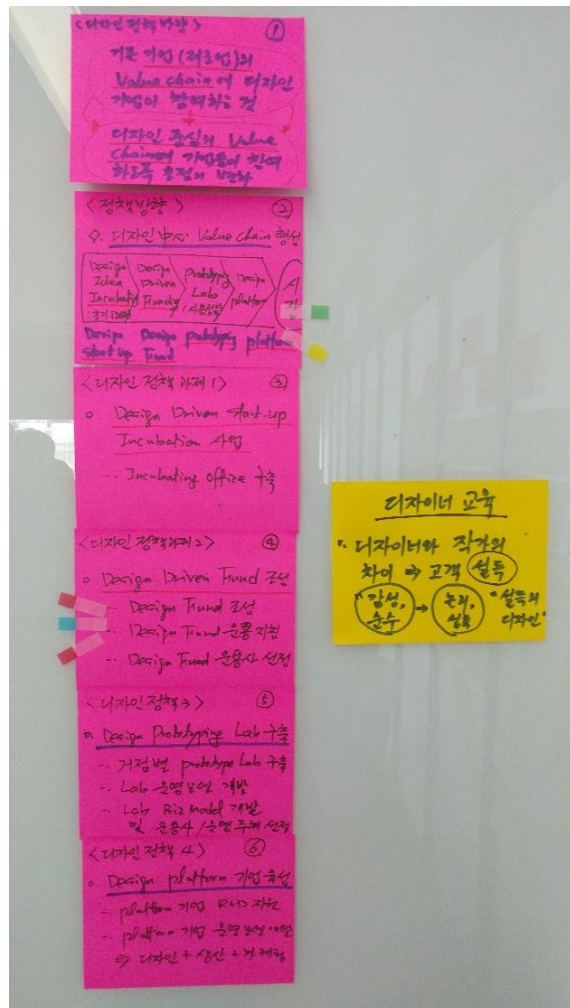 <디자인 정책 방향> ①
기존 기업(제조업)의
Value chain에 디자인
기업이 참여하는 것
디자인 중심의 Value
chain에 기업들이 참여
하도록 관점의 변화
<정책방향> ②
o. 디자인 中心 Value chain 형성
Design Idea Incubating
Design Driven Funding
Prototyping Lab
Design platform
시장
Design Design Prototyping platform
start up Fund
<디자인 정책 과제 1> ③
o Design Driven Start-up
Incubation 사업
- Incubating office 구축
<디자인 정책과제 2> ④
o Design Driven Fund 조성
- Design Fund 조성
- Design Fund 운용지침
- Design Fund 운용사 선정
<디자인 정책 3> ⑤
o Design Prototyping Lab 구축
- 거점별 prototype Lab 구축
- Lab 운영모델 개발
- Lab Biz Model 개발
및 운용사/운영주체 선정
<디자인 정책 4> ⑥
o. Design platform 기업 육성
- platform 기업 R&D 지원
- platform 기업 운영모델
⇒ 디자인 + 생산 +
디자이너 교육
디자이너와 작가의
차이 ⇒ 고객 설득
"감성, 순수 → 논리, 설득 "설득의
디자인"